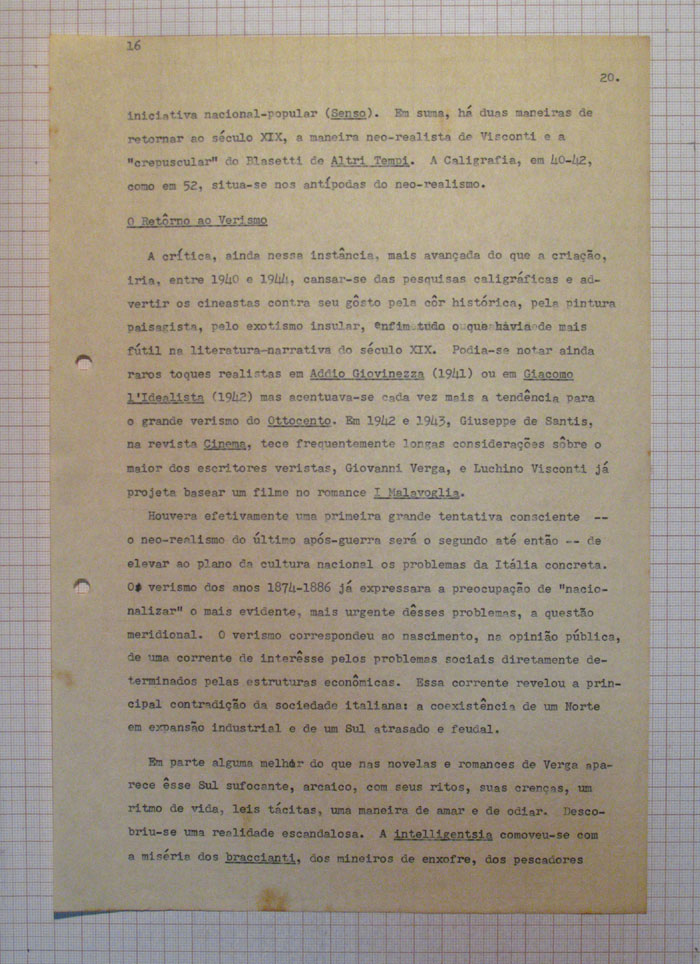 16
20.
iniciativa nacional-popular (Senso). Em suma, há duas maneiras de
retornar ao século XIX, a maneira neo-realista de Visconti e a
"crepuscular" do Blasetti de Altri Tempi. A Caligrafia, em 40-42,
como em 52, situa-se nos antípodas do neo-realismo.
O Retôrno ao Verismo
A crítica, ainda nessa instância, mais avançada do que a criação,
iria, entre 1940 e 1944, cansar-se das pesquisas caligráficas e ad-
vertir os cineastas contra seu gôsto pela côr histórica, pela pintura
paisagista, pelo exotismo insular, enfim tudo o que havia de mais
fútil na literatura-narrativa do século XIX. Podia-se notar ainda
raros toques realistas em Addio Giovinezza (1941) ou em Giacomo
l'Idealista (1942) mas acentuava-se cada vez mais a tendência para
o grande verismo do Ottocento. Em 1942 e 1943, Giuseppe de Santis,
na revista Cinema, tece frequentemente longas considerações sôbre o
maior dos escritores veristas, Giovanni Verga, e Luchino Visconti já
projeta basear um filme no romance I Malavoglia.
Houvera efetivamente uma primeira grande tentativa consciente --
o neo-realismo do último após-guerra será o segundo até então -- de
elevar ao plano da cultura nacional os problemas da Itália concreta.
O verismo dos anos 1874-1886 já expressara a preocupação de "nacio-
nalizar" o mais evidente, mais urgente dêsses problemas, a questão
meridional. O verismo correspondeu ao nascimento, na opinião pública,
de uma corrente de interêsse pelos problemas sociais diretamente de-
terminados pelas estruturas econômicas. Essa corrente revelou a prin-
cipal contradição da sociedade italiana: a coexistência de um Norte
em expansão industrial e de um Sul atrasado e feudal.
Em parte alguma melhor do que nas novelas e romances de Verga apa-
rece êsse Sul sufocante, arcaico, com seus ritos, suas crenças, um
ritmo de vida, leis tácitas, uma maneira de amar e de odiar. Desco-
briu-se uma realidade escandalosa. A intelligentsia comoveu-se com
a miséria dos braccianti, dos mineiros de enxofre, dos pescadores